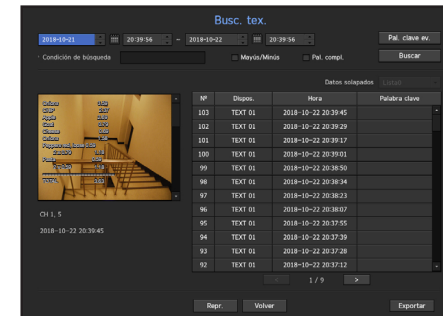 Busc. tex.
2018-10-21 20:39:56 - 2018-10-22 20:39:56 Pal. clave ev.
· Condición de búsqueda Mayús/Minús Pal. compl. Buscar
Datos solapados Listad
Nº Dispos. Hora Palabra clave
103 TEXT 01 2018-10-22 20:39:45
102 TEXT 01 2018-10-22 20:39:29
101 TEXT 01 2018-10-22 20:39:17
100 TEXT 01 2018-10-22 20:39:01
99 TEXT 01 2018-10-22 20:38:50
98 TEXT 01 2018-10-22 20:38:34
97 TEXT 01 2018-10-22 20:38:23
96 TEXT 01 2018-10-22 20:38:07
95 TEXT 01 2018-10-22 20:37:55
94 TEXT 01 2018-10-22 20:37:39
93 TEXT 01 2018-10-22 20:37:28
92 TEXT 01 2018-10-22 20:37:12
CH 1, 5
2018-10-22 20:39:45
< 1 / 9 >
Repr. Volver Exportar